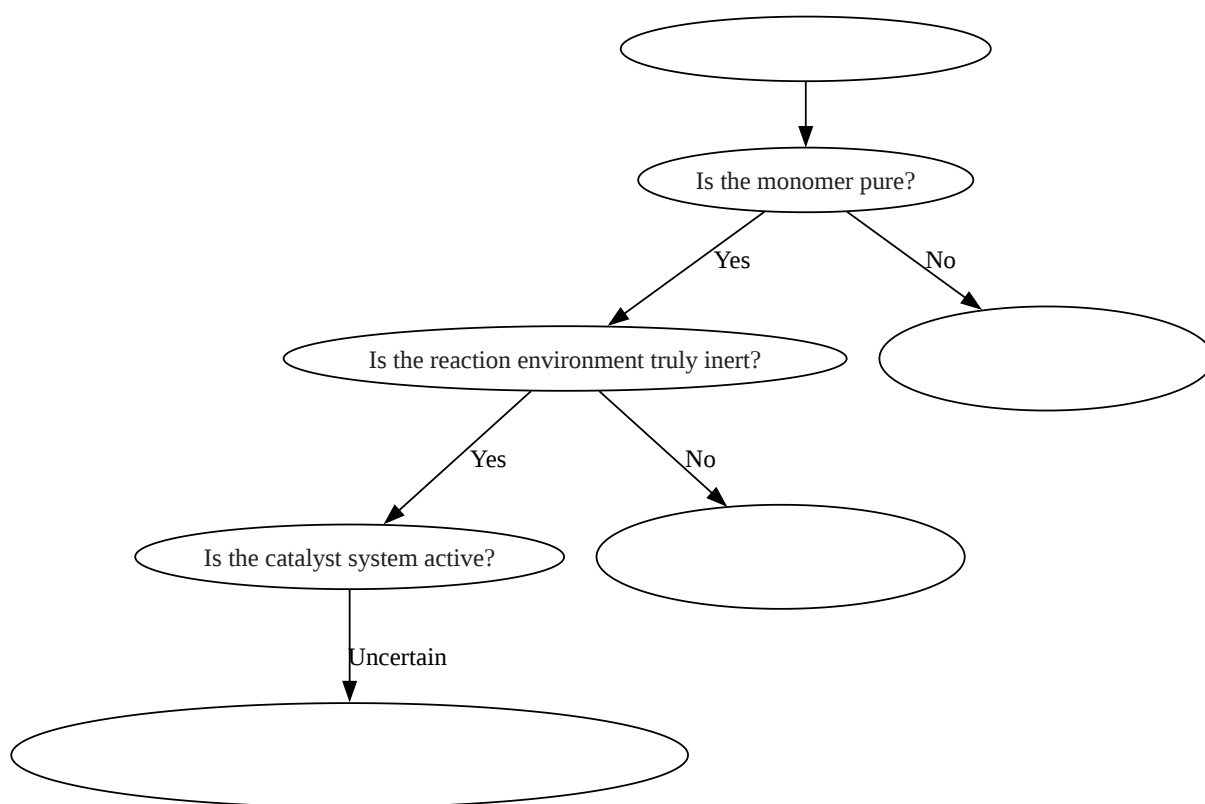 Is the monomer pure?
Yes
No
Is the reaction environment truly inert?
Yes
No
Is the catalyst system active?
Uncertain